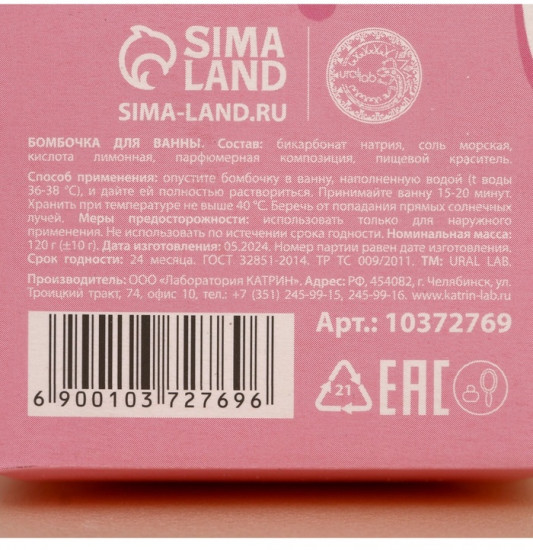 SIMA
LAND
SIMA-LAND.RU
ural lab
БОМБОЧКА ДЛЯ ВАННЫ. Состав: бикарбонат натрия, соль морская,
кислота лимонная, парфюмерная композиция, пищевой краситель.
Способ применения: опустите бомбочку в ванну, наполненную водой (t воды
36-38 °С), и дайте ей полностью раствориться. Принимайте ванну 15-20 минут.
Хранить при температуре не выше 40 °С. Беречь от попадания прямых солнечных
лучей. Меры предосторожности: использовать только для наружного
применения. Не использовать по истечении срока годности. Номинальная масса:
120 г (±10 г). Дата изготовления: 05.2024. Номер партии равен дате изготовления.
Срок годности: 24 месяца. ГОСТ 32851-2014. ТР ТС 009/2011. ТМ: URAL LAB.
Производитель: ООО «Лаборатория КАТРИН». Адрес: РФ, 454082, г. Челябинск, ул.
Троицкий тракт, 74, офис 10, тел.: +7 (351) 245-99-15, 245-99-16. www.katrin-lab.ru
Арт.: 10372769
6 900103 727696
21
EAC